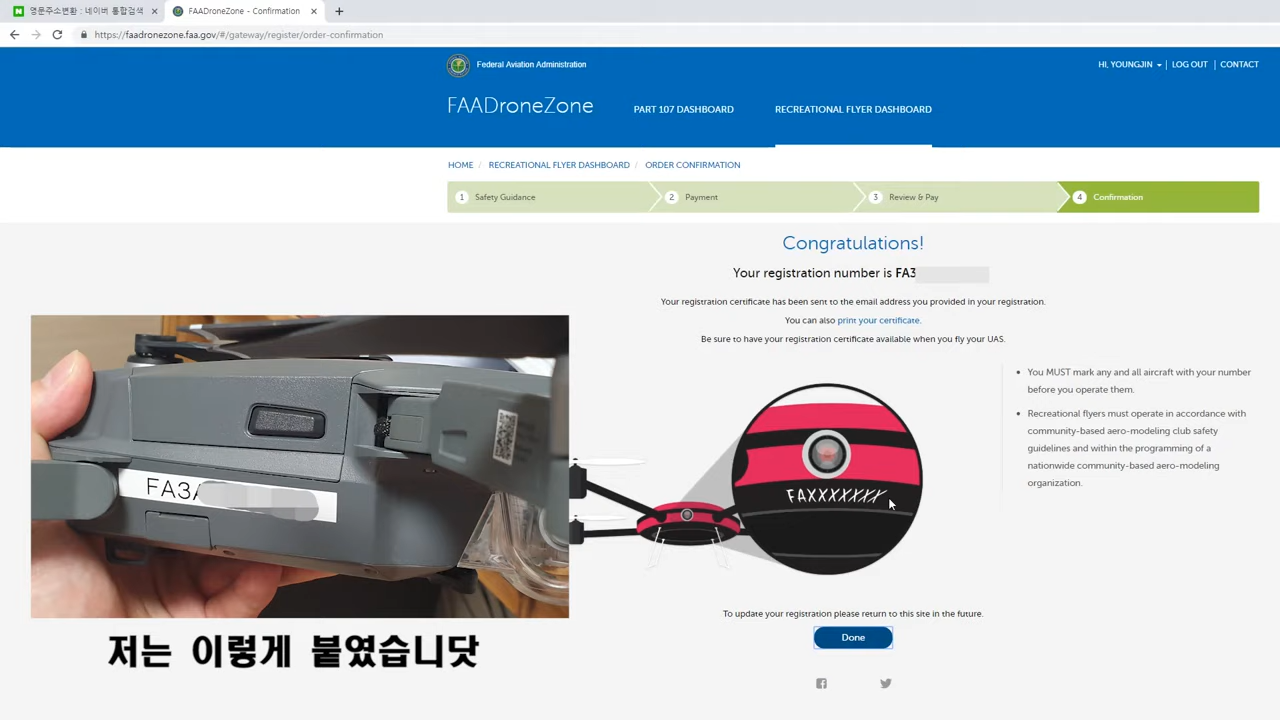 영문주소변환 : 네이버 통합검색
FAADroneZone - Confirmation
https://faadronezone.faa.gov/#/gateway/register/order-confirmation
Federal Aviation Administration
HI, YOUNGJIN
LOG OUT
CONTACT
FAADroneZone
PART 107 DASHBOARD
RECREATIONAL FLYER DASHBOARD
HOME / RECREATIONAL FLYER DASHBOARD / ORDER CONFIRMATION
1 Safety Guidance
2 Payment
3 Review & Pay
4 Confirmation
Congratulations!
Your registration number is FA3
Your registration certificate has been sent to the email address you provided in your registration.
You can also print your certificate.
Be sure to have your registration certificate available when you fly your UAS.
You MUST mark any and all aircraft with your number
before you operate them.
Recreational flyers must operate in accordance with
community-based aero-modeling club safety
guidelines and within the programming of a
nationwide community-based aero-modeling
organization.
FA3A
FAXXXXXXXX
To update your registration please return to this site in the future.
Done
저는 이렇게 붙였습니닷